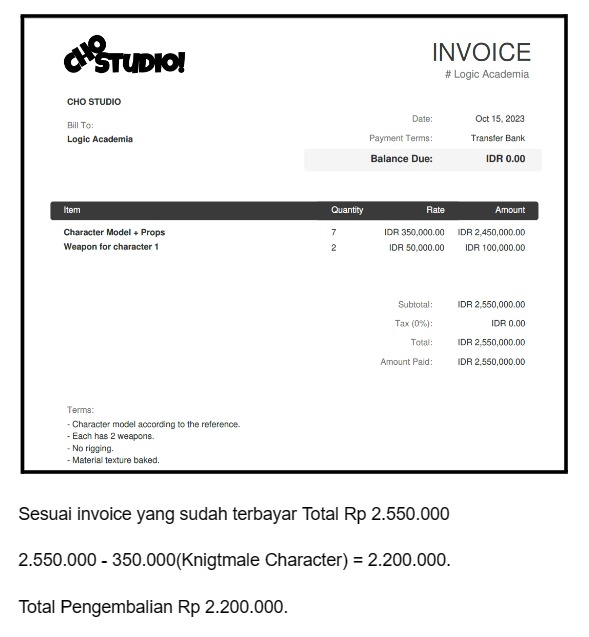 CHO STUDIO!
INVOICE
# Logic Academia
CHO STUDIO
Bill To:
Logic Academia
Date: Oct 15, 2023
Payment Terms: Transfer Bank
Balance Due: IDR 0.00
Item Quantity Rate Amount
Character Model + Props 7 IDR 350,000.00 IDR 2,450,000.00
Weapon for character 1 2 IDR 50,000.00 IDR 100,000.00
Subtotal: IDR 2,550,000.00
Tax (0%): IDR 0.00
Total: IDR 2,550,000.00
Amount Paid: IDR 2,550,000.00
Terms:
- Character model according to the reference.
- Each has 2 weapons.
- No rigging.
- Material texture baked.
Sesuai invoice yang sudah terbayar Total Rp 2.550.000
2.550.000 - 350.000(Knigtmale Character) = 2.200.000.
Total Pengembalian Rp 2.200.000.